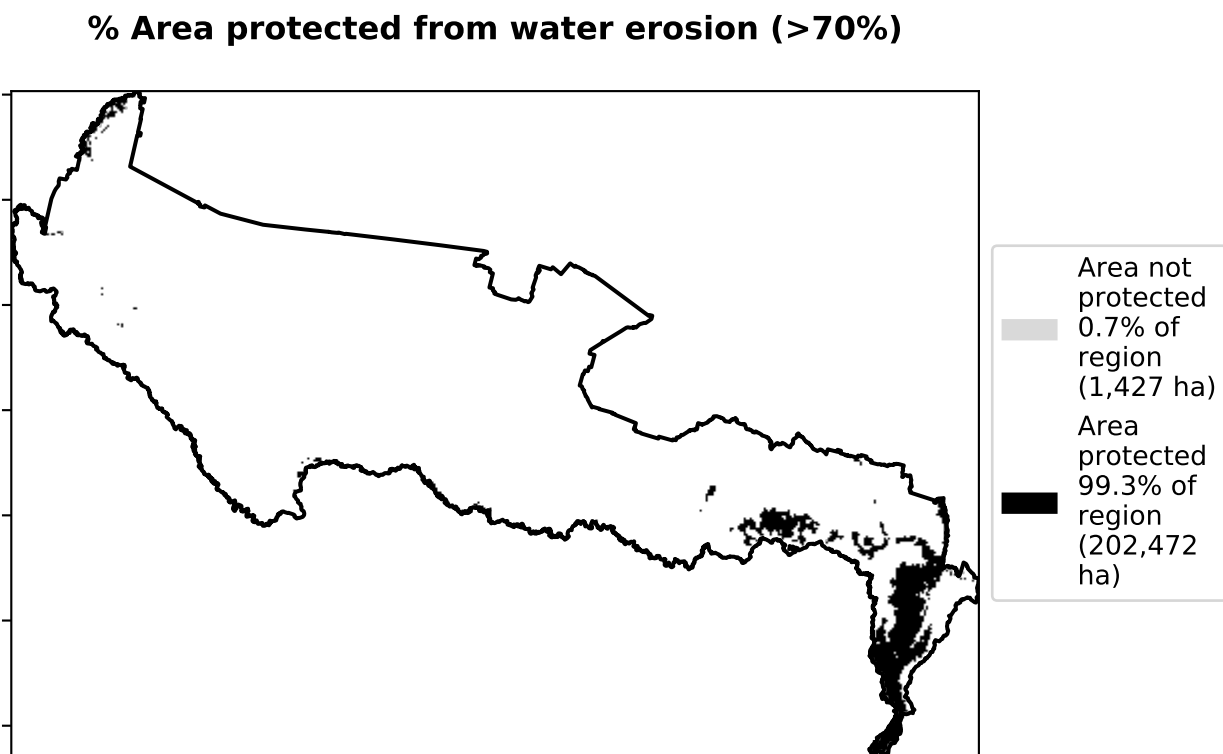 % Area protected from water erosion (>70%)
Area not
protected
0.7% of
region
(1,427 ha)
Area
protected
99.3% of
region
(202,472
ha)